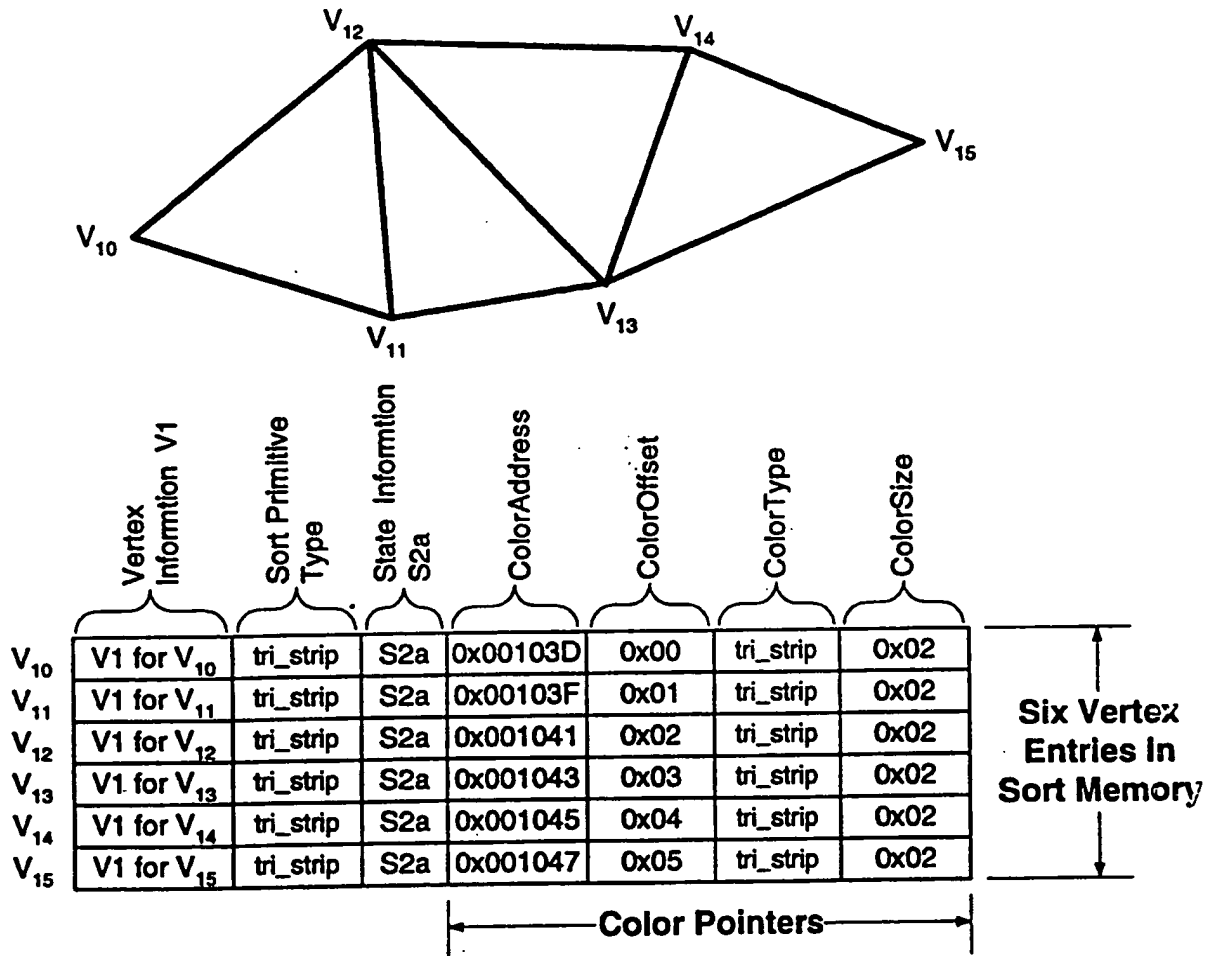 V12
V14
V15
V10
V13
V11
Vertex Informtion V1
Sort Primitive Type
State Informtion S2a
ColorAddress
ColorOffset
ColorType
ColorSize
V10 V1 for V10 tri_strip S2a 0x00103D 0x00 tri_strip 0x02
V11 V1 for V11 tri_strip S2a 0x00103F 0x01 tri_strip 0x02
V12 V1 for V12 tri_strip S2a 0x001041 0x02 tri_strip 0x02
V13 V1 for V13 tri_strip S2a 0x001043 0x03 tri_strip 0x02
V14 V1 for V14 tri_strip S2a 0x001045 0x04 tri_strip 0x02
V15 V1 for V15 tri_strip S2a 0x001047 0x05 tri_strip 0x02
Six Vertex
Entries In
Sort Memory
Color Pointers